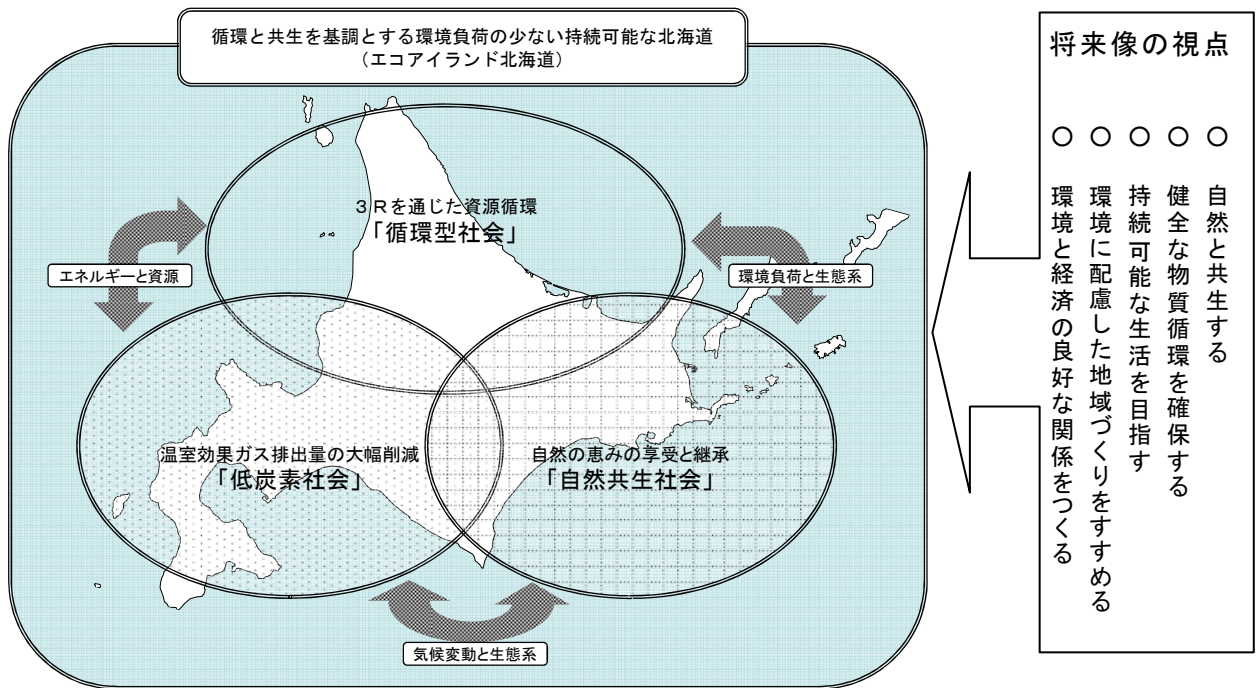 循環と共生を基調とする環境負荷の少ない持続可能な北海道
（エコアイランド北海道）
3Rを通じた資源循環
「循環型社会」
エネルギーと資源
環境負荷と生態系
温室効果ガス排出量の大幅削減
「低炭素社会」
自然の恵みの享受と継承
「自然共生社会」
気候変動と生態系
将来像の視点
○ 自然と共生する
○ 健全な物質循環を確保する
○ 持続可能な生活を目指す
○ 環境に配慮した地域づくりをすすめる
○ 環境と経済の良好な関係をつくる